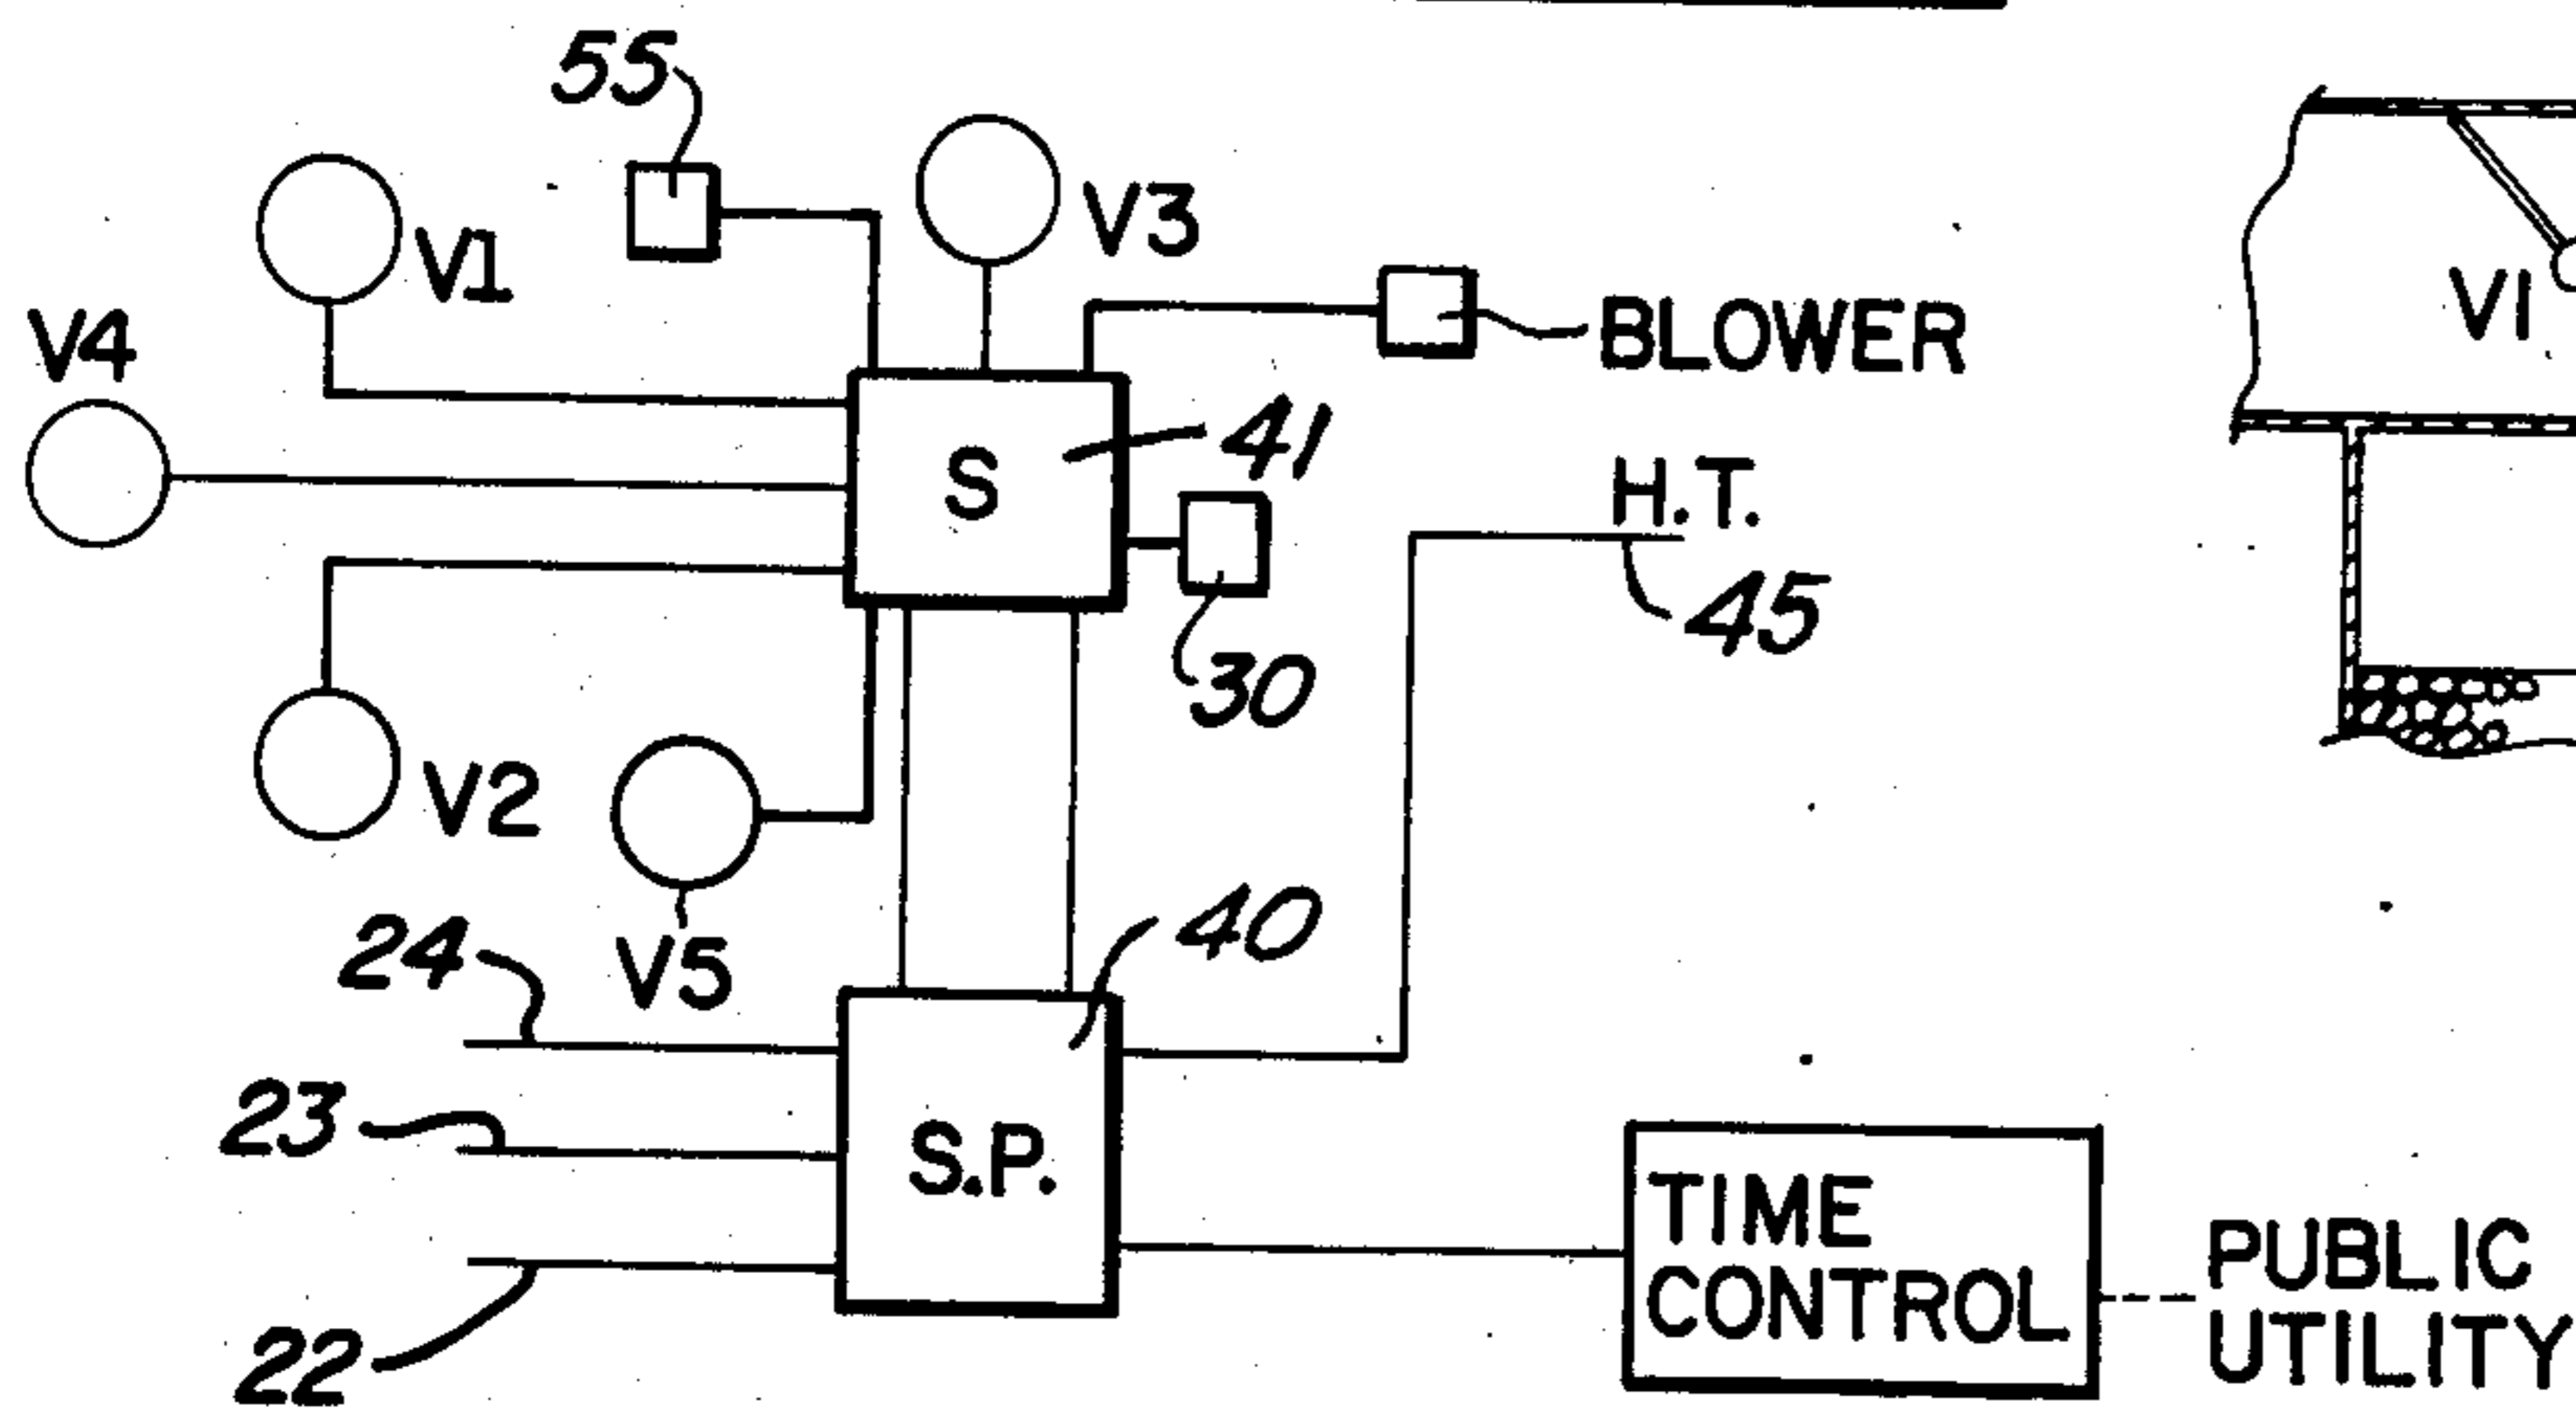 55
V1
V3
V4
BLOWER
VI
S
41
H.T.
45
30
V2
V5
24
40
23
S.P.
22
TIME
CONTROL
PUBLIC
UTILITY